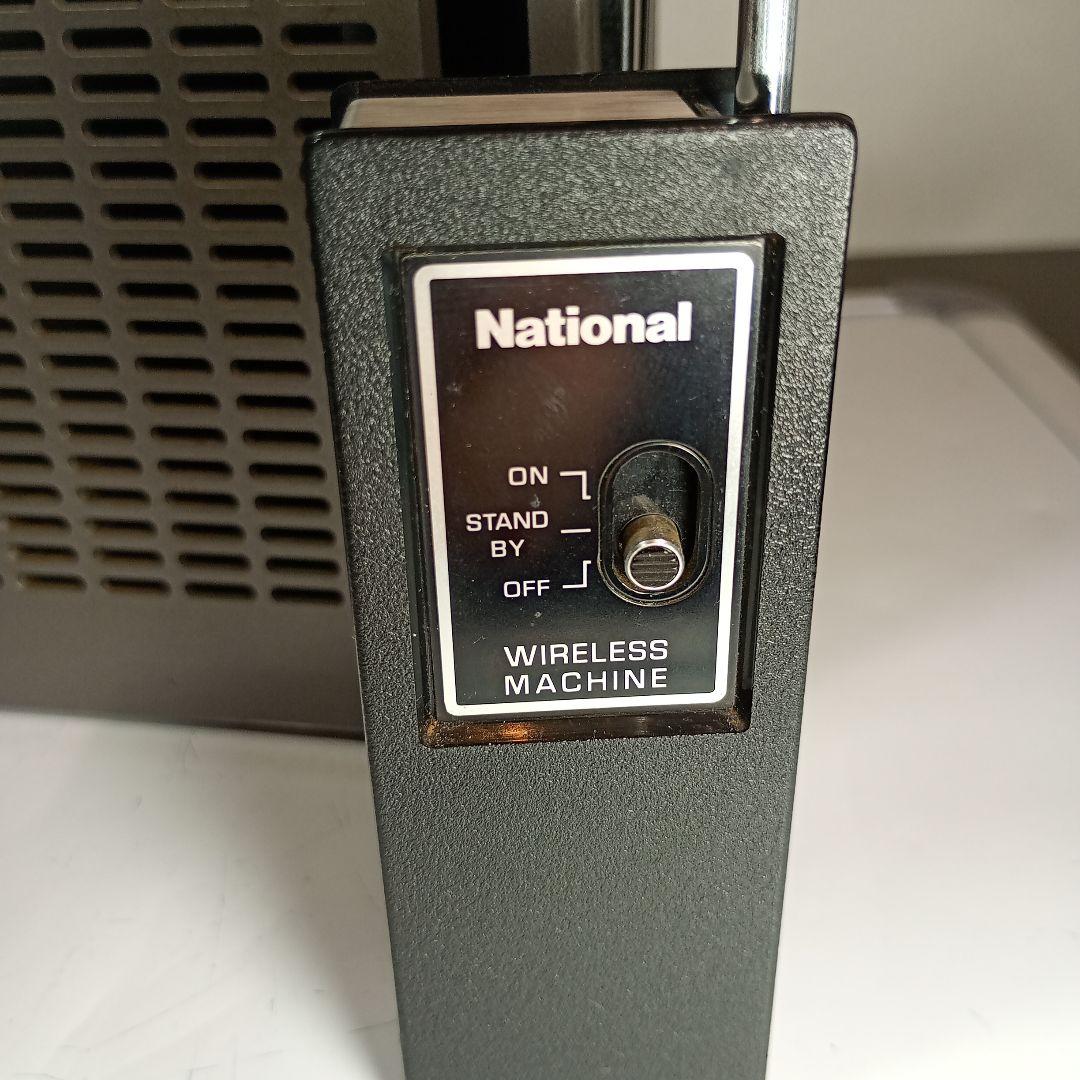 National
ON
STAND
BY
OFF
WIRELESS
MACHINE